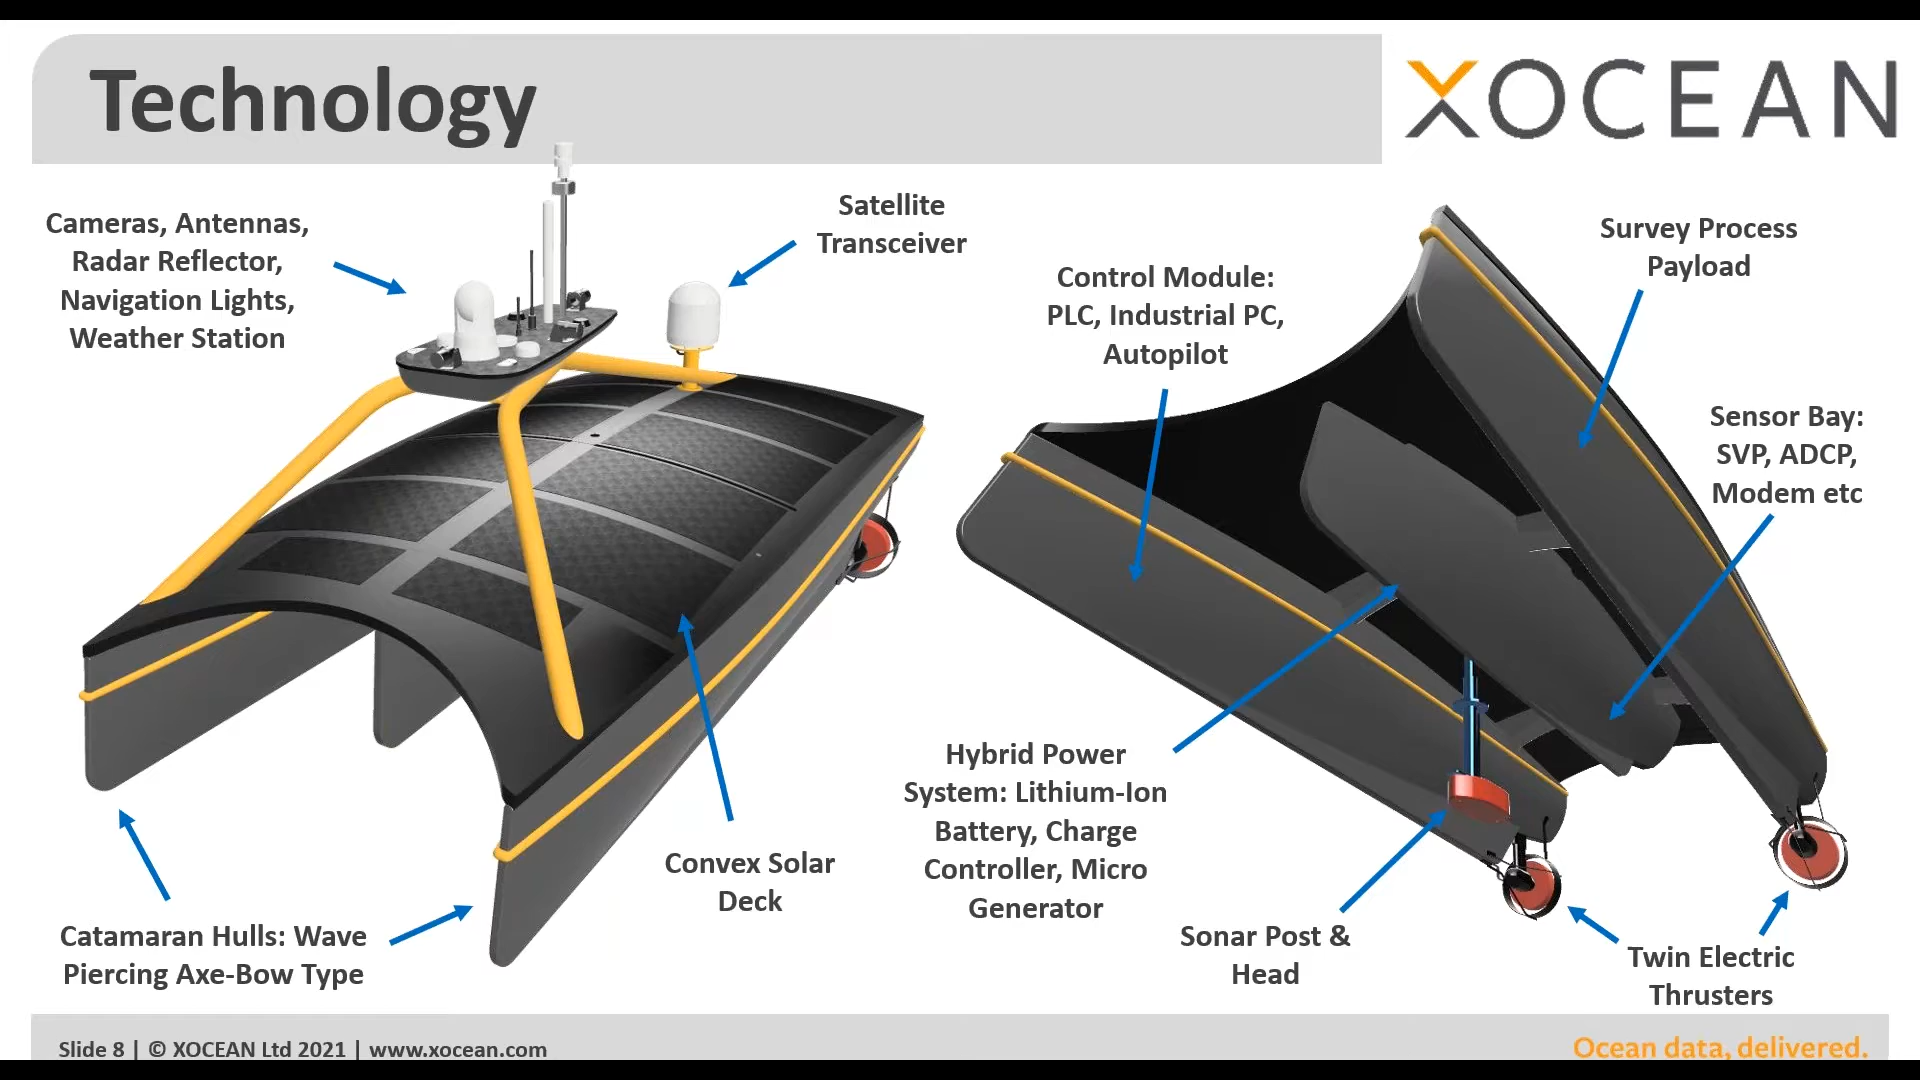 Technology
XOCEAN
Cameras, Antennas,
Radar Reflector,
Navigation Lights,
Weather Station
Satellite
Transceiver
Control Module:
PLC, Industrial PC,
Autopilot
Survey Process
Payload
Sensor Bay:
SVP, ADCP,
Modem etc
Hybrid Power
System: Lithium-Ion
Battery, Charge
Controller, Micro
Generator
Convex Solar
Deck
Catamaran Hulls: Wave
Piercing Axe-Bow Type
Sonar Post &
Head
Twin Electric
Thrusters
Slide 8 | © XOCEAN Ltd 2021 | www.xocean.com
Ocean data, delivered.